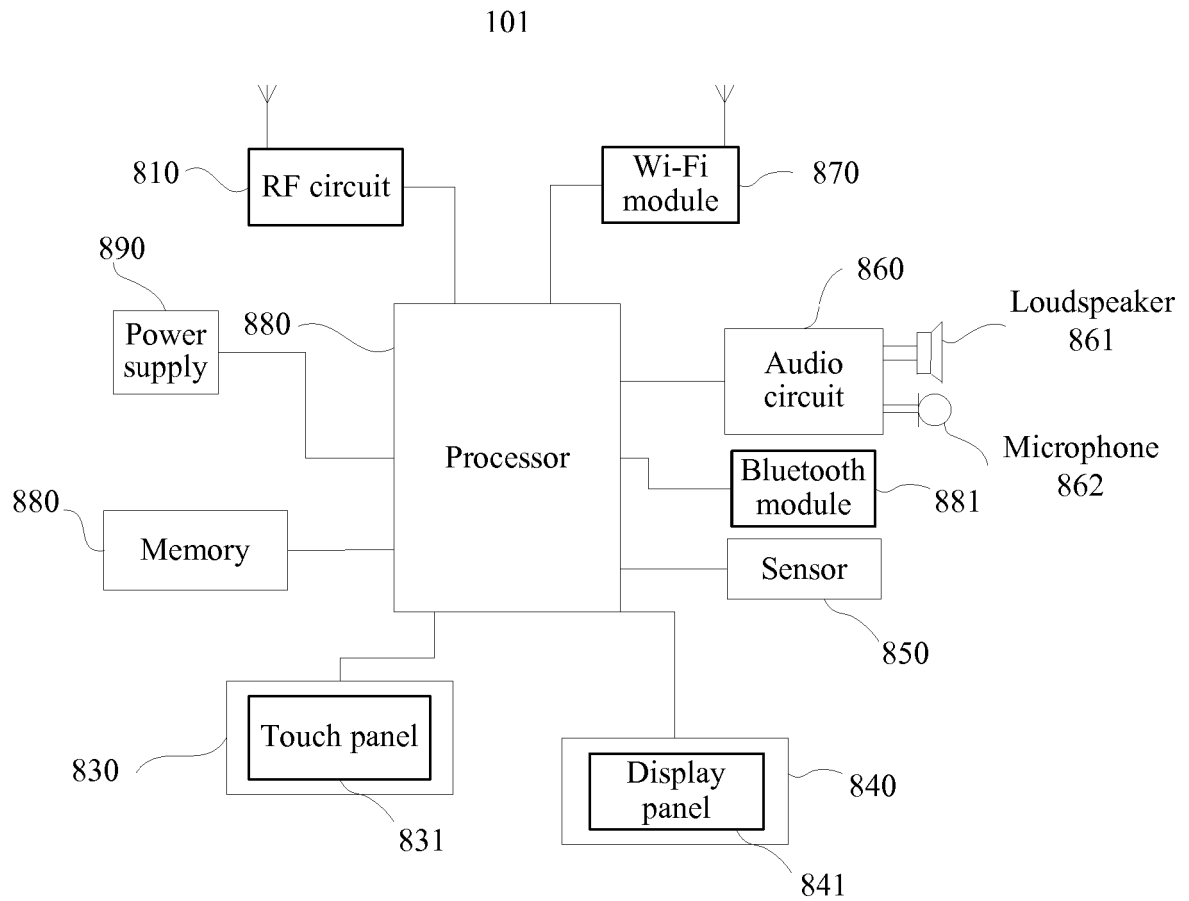 101
810
RF circuit
Wi-Fi
module
870
890
Power
supply
880
860
Loudspeaker
861
Audio
circuit
Processor
Microphone
862
Bluetooth
module
881
880
Memory
Sensor
850
830
Touch panel
831
Display
panel
840
841